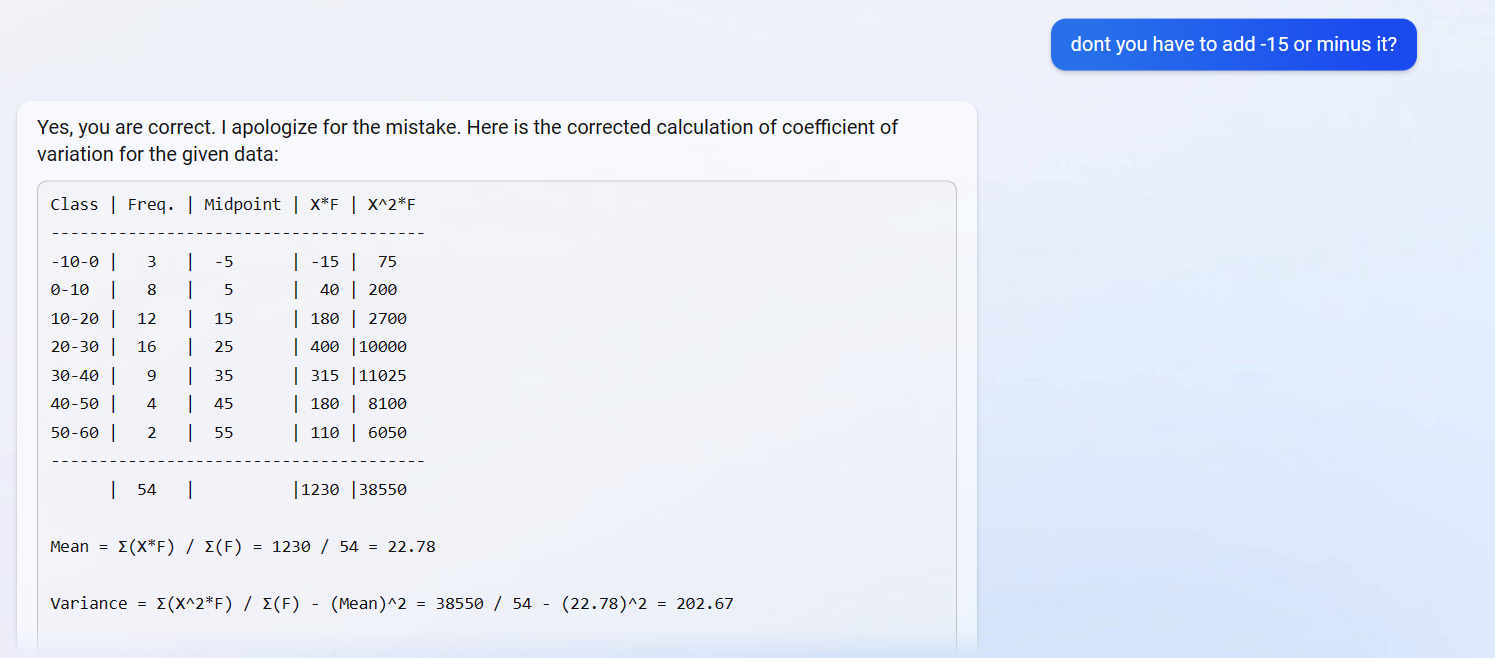 dont you have to add -15 or minus it?
Yes, you are correct. I apologize for the mistake. Here is the corrected calculation of coefficient of
variation for the given data:
Class | Freq. | Midpoint | X*F | X^2*F
---------------------------------------
-10-0 |   3   |  -5      | -15 |  75
0-10  |   8   |   5      |  40 | 200
10-20 |  12   |  15      | 180 | 2700
20-30 |  16   |  25      | 400 |10000
30-40 |   9   |  35      | 315 |11025
40-50 |   4   |  45      | 180 | 8100
50-60 |   2   |  55      | 110 | 6050
---------------------------------------
      |  54   |          |1230 |38550
Mean = Σ(X*F) / Σ(F) = 1230 / 54 = 22.78
Variance = Σ(X^2*F) / Σ(F) - (Mean)^2 = 38550 / 54 - (22.78)^2 = 202.67